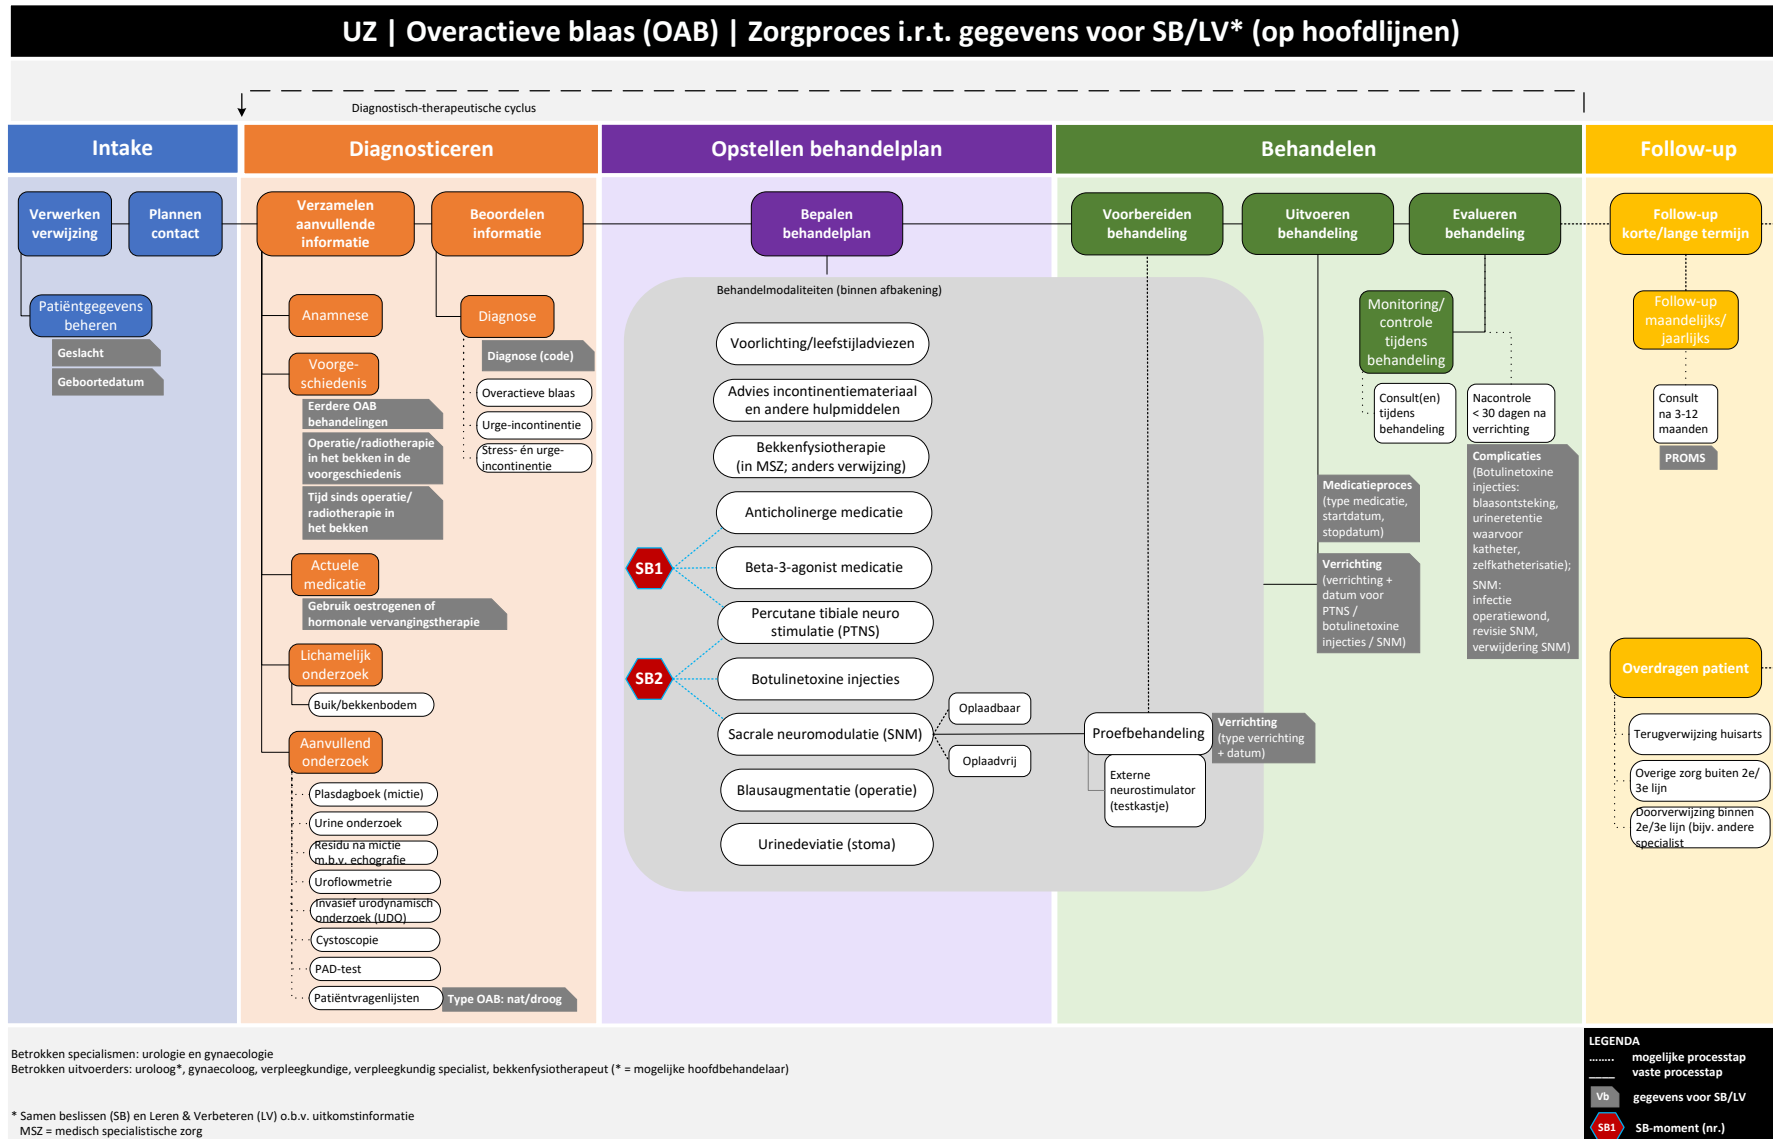 UZ | Overactieve blaas (OAB) | Zorgproces i.r.t. gegevens voor SB/LV* (op hoofdlijnen)
Diagnostisch-therapeutische cyclus
Intake
Diagnosticeren
Opstellen behandelplan
Behandelen
Follow-up
Verwerken
verwijzing
Plannen
contact
Patiëntgegevens
beheren
Geslacht
Geboortedatum
Verzamelen
aanvullende
informatie
Beoordelen
informatie
Anamnese
Voorge-
schiedenis
Eerdere OAB
behandelingen
Operatie/radiotherapie
in het bekken in de
voorgeschiedenis
Tijd sinds operatie/
radiotherapie in
het bekken
Actuele
medicatie
Gebruik oestrogenen of
hormonale vervangingstherapie
Lichamelijk
onderzoek
Buik/bekkenbodem
Aanvullend
onderzoek
Plasdagboek (mictie)
Urine onderzoek
Residu na mictie
m.b.v. echografie
Uroflowmetrie
Invasief urodynamisch
onderzoek (UDO)
Cystoscopie
PAD-test
Patiëntvragenlijsten
Type OAB: nat/droog
Diagnose
Diagnose (code)
Overactieve blaas
Urge-incontinentie
Stress- én urge-
incontinentie
Bepalen
behandelplan
Behandelmodaliteiten (binnen afbakening)
Voorlichting/leefstijladviezen
Advies incontinentiemateriaal
en andere hulpmiddelen
Bekkenfysiotherapie
(in MSZ; anders verwijzing)
Anticholinerge medicatie
SB1
Beta-3-agonist medicatie
Percutane tibiale neuro
stimulatie (PTNS)
SB2
Botulinetoxine injecties
Sacrale neuromodulatie (SNM)
Oplaadbaar
Oplaadvrij
Blausaugmentatie (operatie)
Urinedeviatie (stoma)
Voorbereiden
behandeling
Uitvoeren
behandeling
Evalueren
behandeling
Proefbehandeling
Externe
neurostimulator
(testkastje)
Verrichting
(type verrichting
+ datum)
Medicatieproces
(type medicatie,
startdatum,
stopdatum)
Verrichting
(verrichting +
datum voor
PTNS /
botulinetoxine
injecties / SNM)
Monitoring/
controle
tijdens
behandeling
Consult(en)
tijdens
behandeling
Nacontrole
< 30 dagen na
verrichting
Complicaties
(Botulinetoxine
injecties:
blaasontsteking,
urineretentie
waarvoor
katheter,
zelfkatheterisatie);
SNM:
infectie
operatiewond,
revisie SNM,
verwijdering SNM)
Follow-up
korte/lange termijn
Follow-up
maandelijks/
jaarlijks
Consult
na 3-12
maanden
PROMS
Overdragen patient
Terugverwijzing huisarts
Overige zorg buiten 2e/
3e lijn
Doorverwijzing binnen
2e/3e lijn (bijv. andere
specialist
Betrokken specialismen: urologie en gynaecologie
Betrokken uitvoerders: uroloog*, gynaecoloog, verpleegkundige, verpleegkundig specialist, bekkenfysiotherapeut (* = mogelijke hoofdbehandelaar)
* Samen beslissen (SB) en Leren & Verbeteren (LV) o.b.v. uitkomstinformatie
MSZ = medisch specialistische zorg
LEGENDA
........ mogelijke processtap
____ vaste processtap
Vb gegevens voor SB/LV
SB1 SB-moment (nr.)